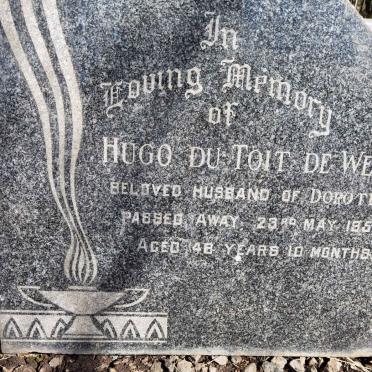 In
Loving Memory
of
HUGO DU TOIT DE WE
BELOVED HUSBAND OF DOROT
PASSED AWAY 23RD MAY 195
AGED 48 YEARS 10 MONTHS